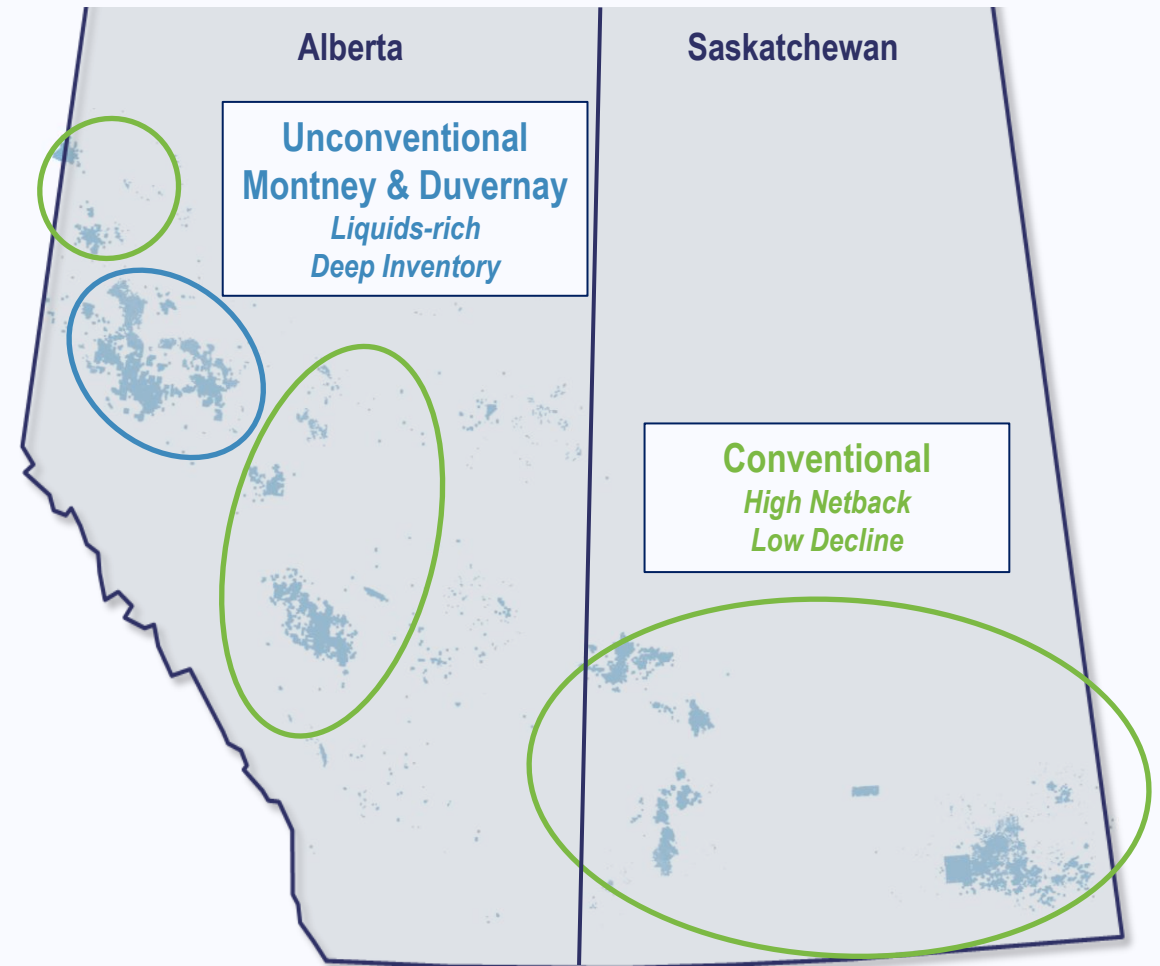 Alberta
Saskatchewan
Unconventional
Montney & Duvernay
Liquids-rich
Deep Inventory
Conventional
High Netback
Low Decline